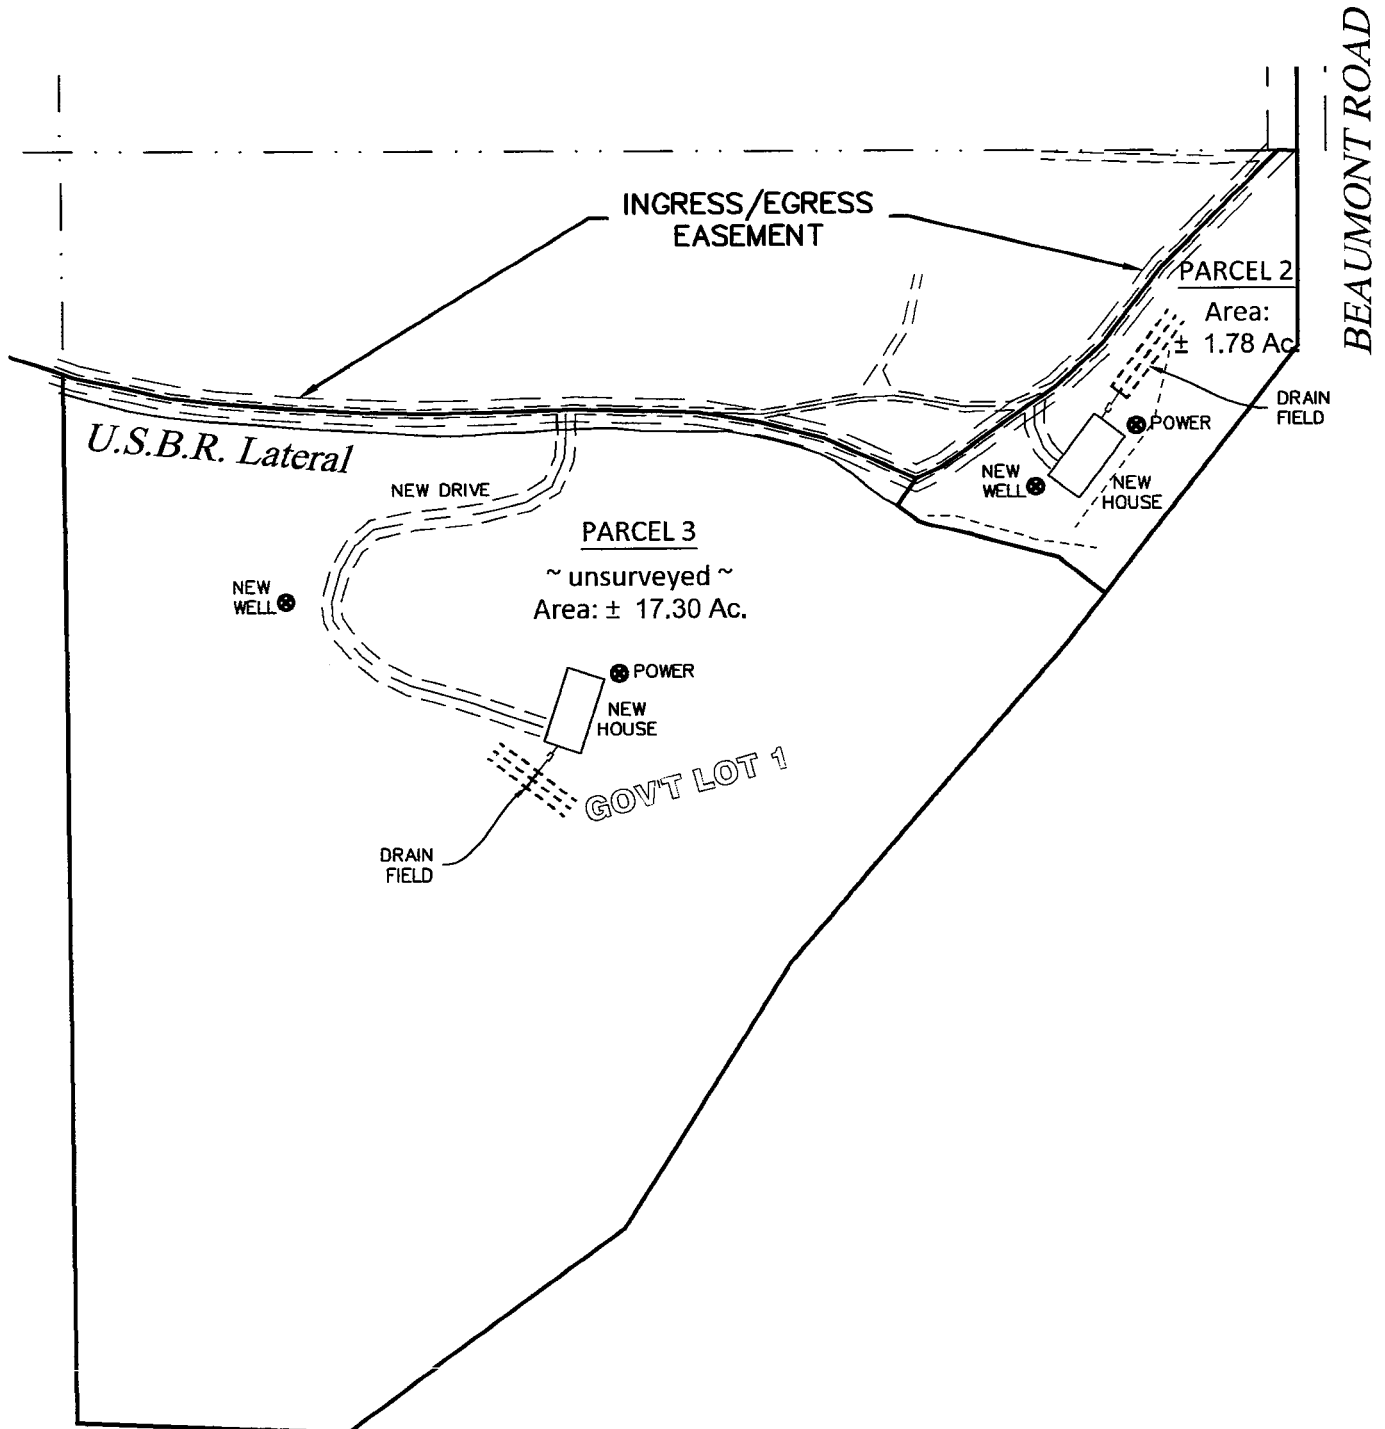 BEAUMONT ROAD
INGRESS/EGRESS
EASEMENT
PARCEL 2
Area:
± 1.78 Ac.
DRAIN
FIELD
POWER
U.S.B.R. Lateral
NEW
WELL
NEW
HOUSE
NEW DRIVE
PARCEL 3
~ unsurveyed ~
Area: ± 17.30 Ac.
NEW
WELL
POWER
NEW
HOUSE
GOV'T LOT 1
DRAIN
FIELD